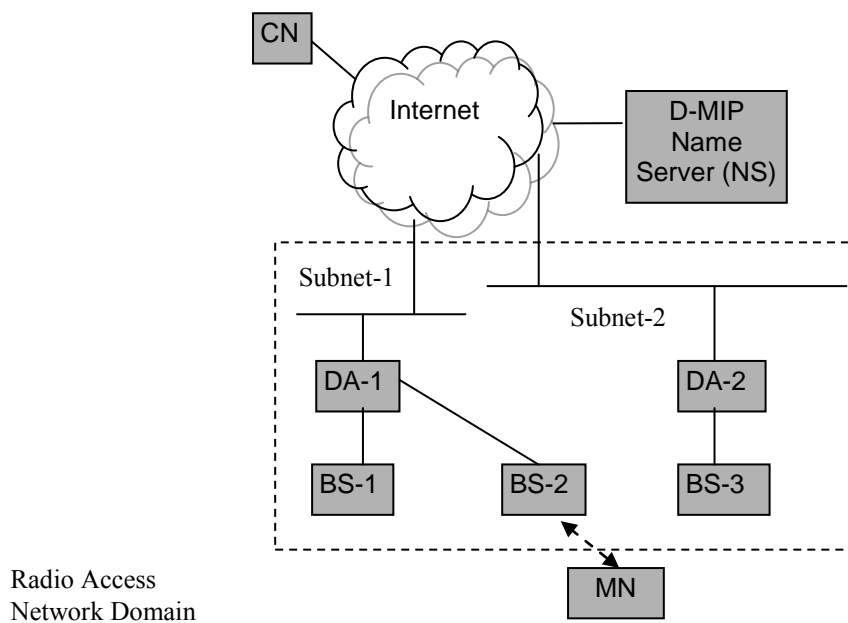 CN
Internet
D-MIP
Name
Server (NS)
Subnet-1
Subnet-2
DA-1
DA-2
BS-1
BS-2
BS-3
MN
Radio Access
Network Domain